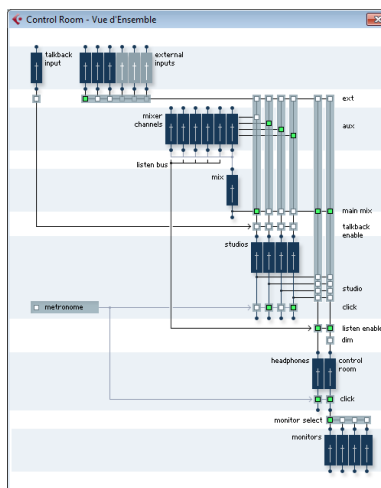 Control Room - Vue d'Ensemble
talkback
input
external
inputs
ext
mixer
channels
aux
listen bus
mix
main mix
talkback
enable
studios
studio
metronome
click
listen enable
dim
headphones
control
room
click
monitor select
monitors